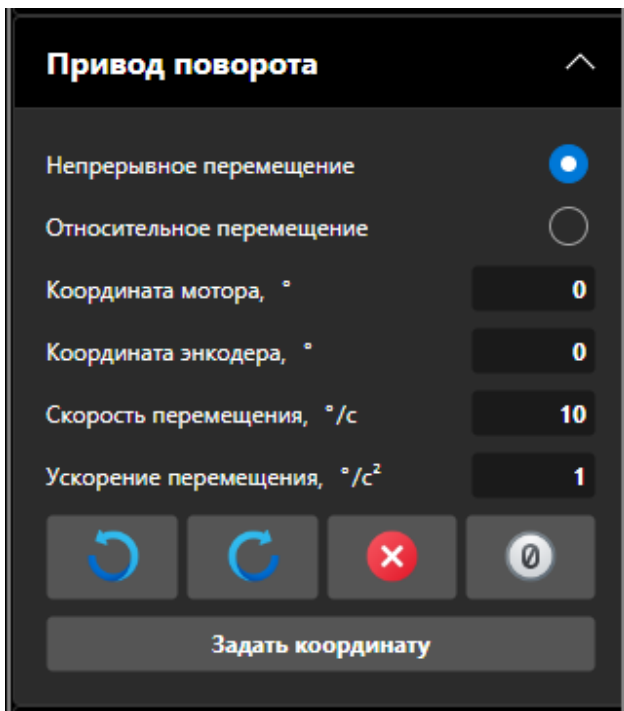 Привод поворота
Непрерывное перемещение
Относительное перемещение
Координата мотора, ° 0
Координата энкодера, ° 0
Скорость перемещения, °/с 10
Ускорение перемещения, °/с² 1
0
Задать координату